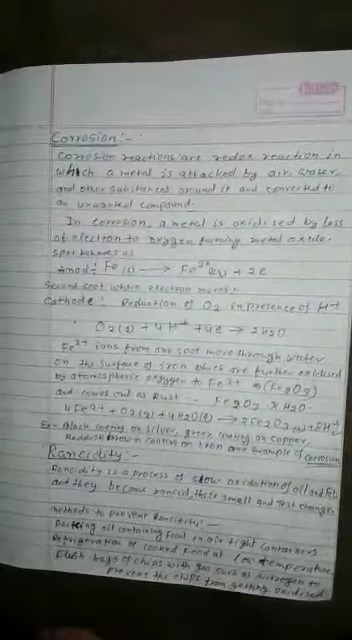 Corrosion :-
Corrosion reactions are redox reaction in
which a metal is attacked by air, water,
and other substances around it and converted to
an unwanted compound.
In corrosion, a metal is oxidised by loss
of electron to oxygen forming metal oxide.
Spot behaves as
Anod : Fe(s) → Fe2+(aq) + 2e
Second spot where electron moves :-
Cathode : Reduction of O2 in presence of H+
O2(g) + 4H+ + 4e → 2H2O
Fe2+ ions from one spot move through water
on the surface of iron which are further oxidised
by atomospheric oxygen to Fe3+ (Fe2O3)
and comes out as Rust - Fe2O3 . xH2O.
4Fe2+ + O2(g) + 4H2O(l) → 2Fe2O3(s) + 8H+
Ex:- Black coating on silver, green coating on copper.
Reddish brown coating on iron are example of corrosion
Rancidity :-
Rancidity is a process of slow oxidation of oil and fats
and they become rancid, their smell and test changes
methods to prevent Rancidity :-
Packing oil containing food in air tight containers
Refrigeration of cooked food at low temperature
Flush bags of chips with gas such as nitrogen to
prevent the chips from getting oxidised